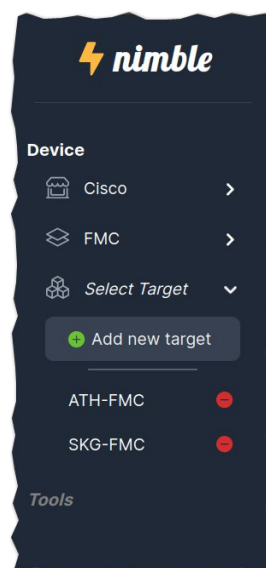 nimble
Device
Cisco
FMC
Select Target
Add new target
ATH-FMC
SKG-FMC
Tools